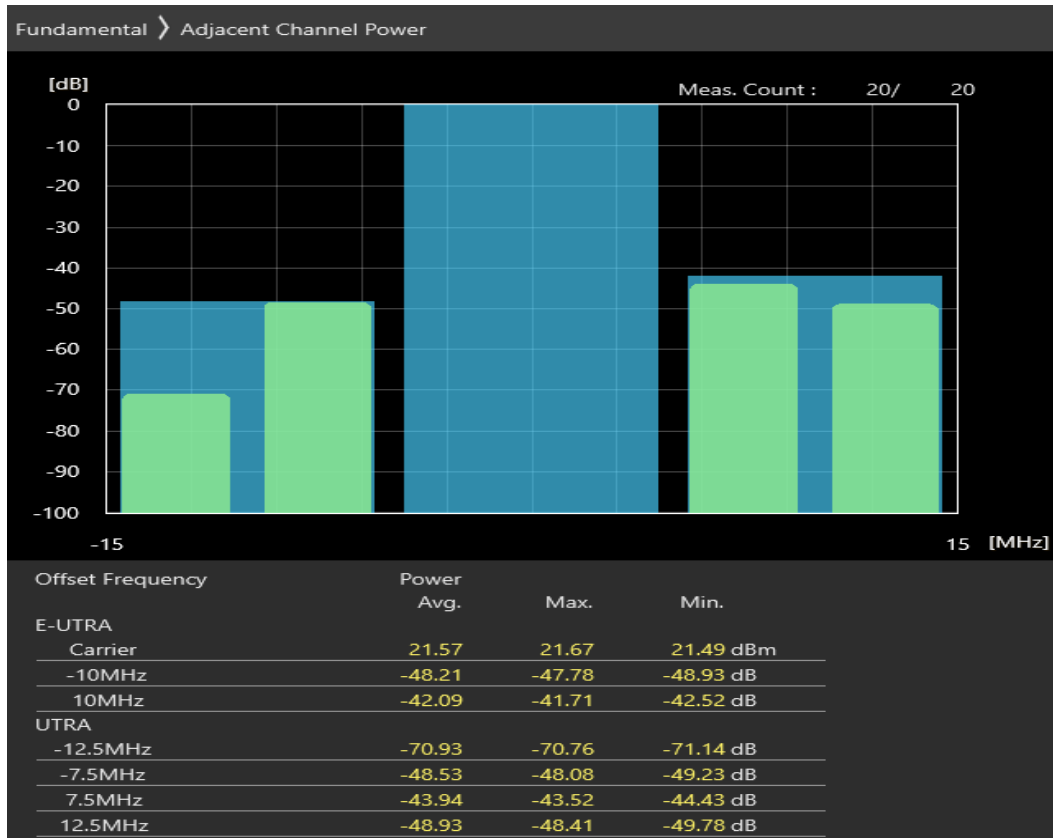 Fundamental 〉 Adjacent Channel Power
[dB]
Meas. Count : 20/ 20
0
-10
-20
-30
-40
-50
-60
-70
-80
-90
-100
-15 15 [MHz]
Offset Frequency Power
Avg. Max. Min.
E-UTRA
Carrier 21.57 21.67 21.49 dBm
-10MHz -48.21 -47.78 -48.93 dB
10MHz -42.09 -41.71 -42.52 dB
UTRA
-12.5MHz -70.93 -70.76 -71.14 dB
-7.5MHz -48.53 -48.08 -49.23 dB
7.5MHz -43.94 -43.52 -44.43 dB
12.5MHz -48.93 -48.41 -49.78 dB